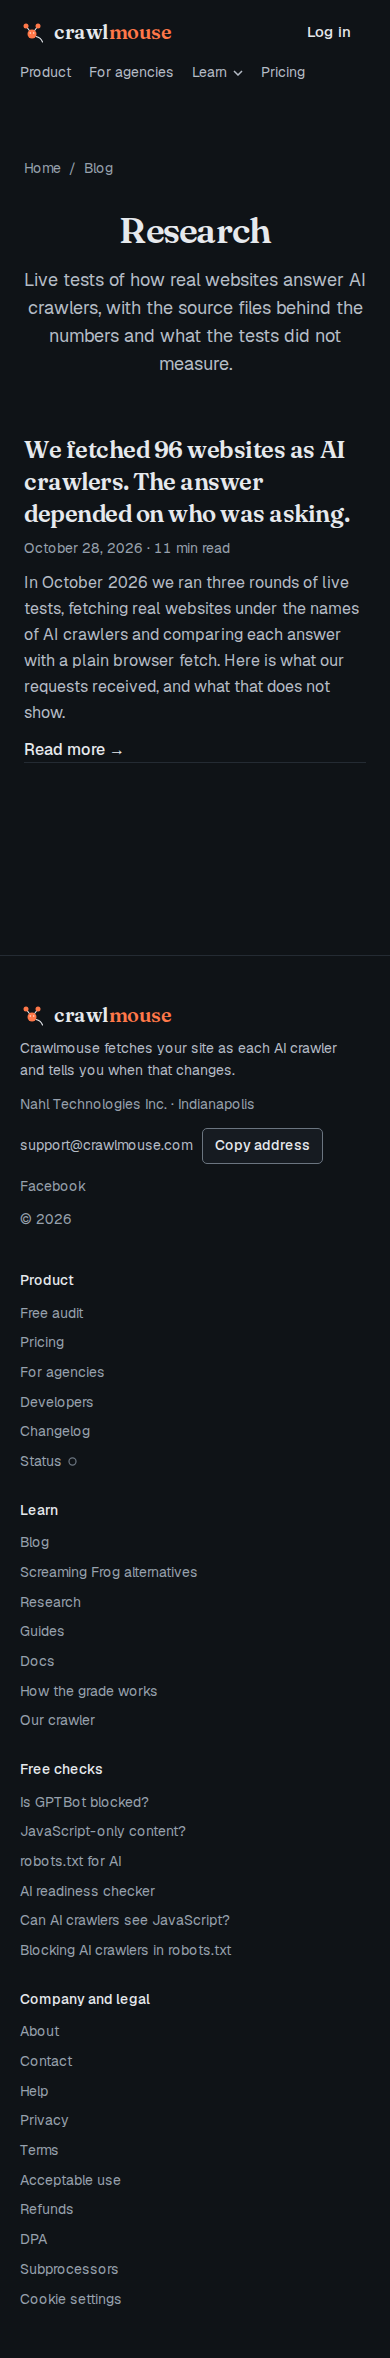 crawlmouse
Log in
Product For agencies Learn Pricing
Home / Blog
Research
Live tests of how real websites answer AI
crawlers, with the source files behind the
numbers and what the tests did not
measure.
We fetched 96 websites as AI
crawlers. The answer
depended on who was asking.
October 28, 2026 · 11 min read
In October 2026 we ran three rounds of live
tests, fetching real websites under the names
of AI crawlers and comparing each answer
with a plain browser fetch. Here is what our
requests received, and what that does not
show.
Read more →
crawlmouse
Crawlmouse fetches your site as each AI crawler
and tells you when that changes.
Nahl Technologies Inc. · Indianapolis
support@crawlmouse.com Copy address
Facebook
© 2026
Product
Free audit
Pricing
For agencies
Developers
Changelog
Status
Learn
Blog
Screaming Frog alternatives
Research
Guides
Docs
How the grade works
Our crawler
Free checks
Is GPTBot blocked?
JavaScript-only content?
robots.txt for AI
AI readiness checker
Can AI crawlers see JavaScript?
Blocking AI crawlers in robots.txt
Company and legal
About
Contact
Help
Privacy
Terms
Acceptable use
Refunds
DPA
Subprocessors
Cookie settings